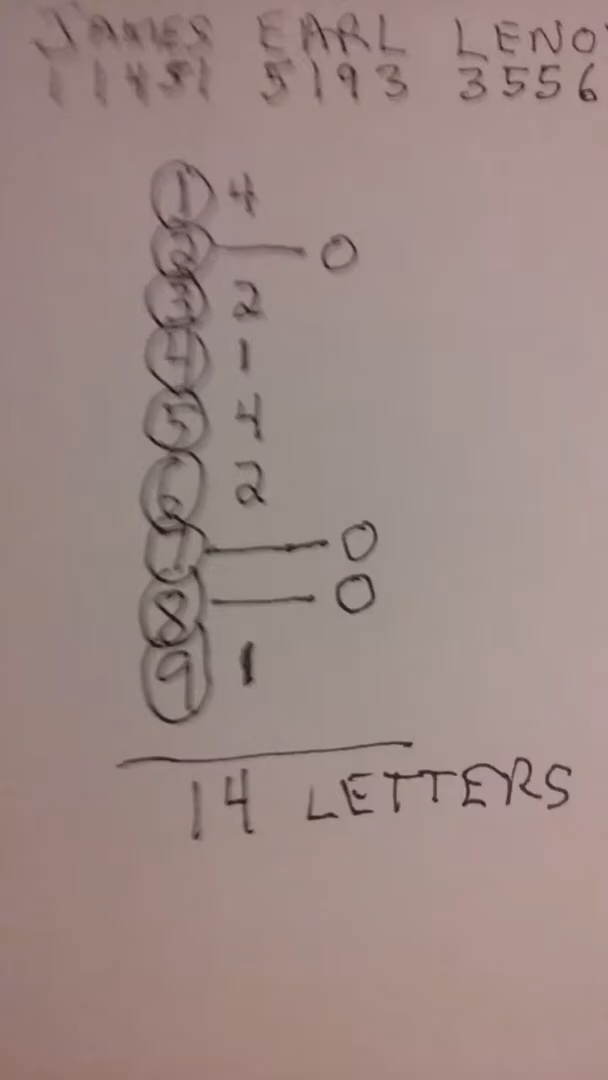 JAMES EARL LENO
11451 5193 3556
1 4
2 — 0
3 2
4 1
5 4
6 2
7 — 0
8 — 0
9 1
14 LETTERS